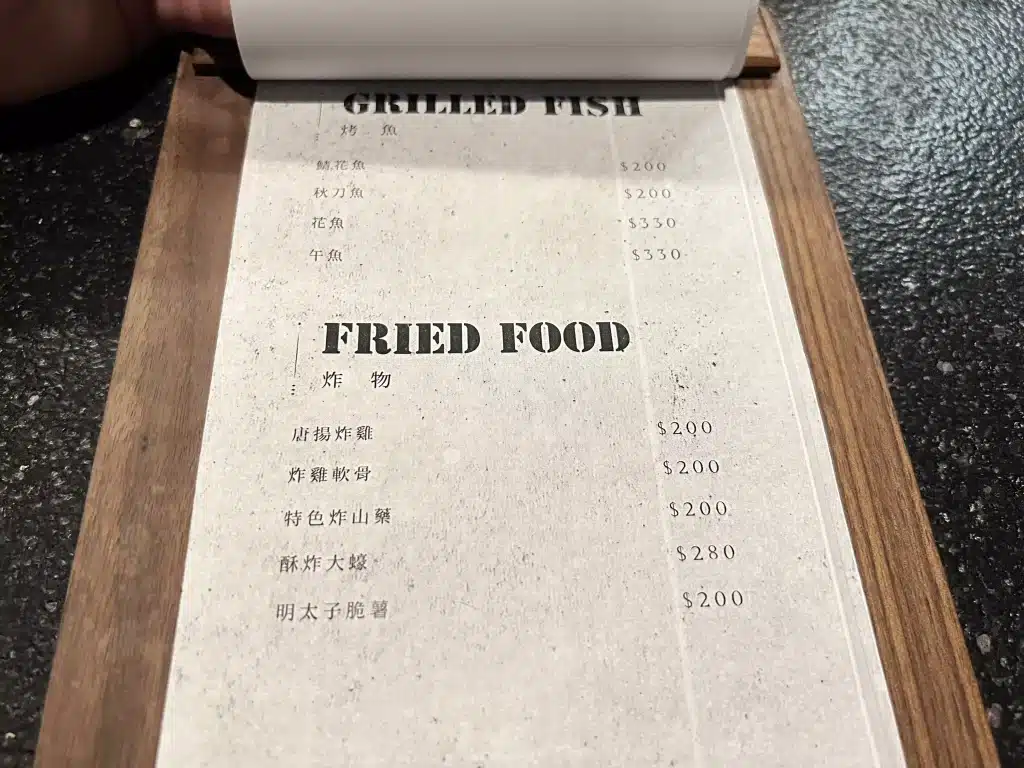 GRILLED FISH
烤 魚
鯖花魚 $200
秋刀魚 $200
花魚 $330
午魚 $330
FRIED FOOD
炸 物
唐揚炸雞 $200
炸雞軟骨 $200
特色炸山藥 $200
酥炸大蠔 $280
明太子脆薯 $200